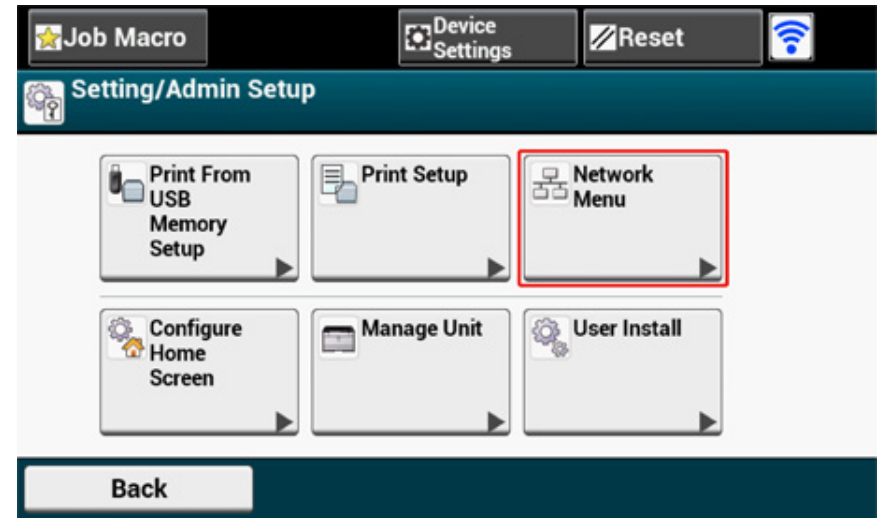 Job Macro
Device
Settings
Reset
Setting/Admin Setup
Print From
USB
Memory
Setup
Print Setup
Network
Menu
Configure
Home
Screen
Manage Unit
User Install
Back